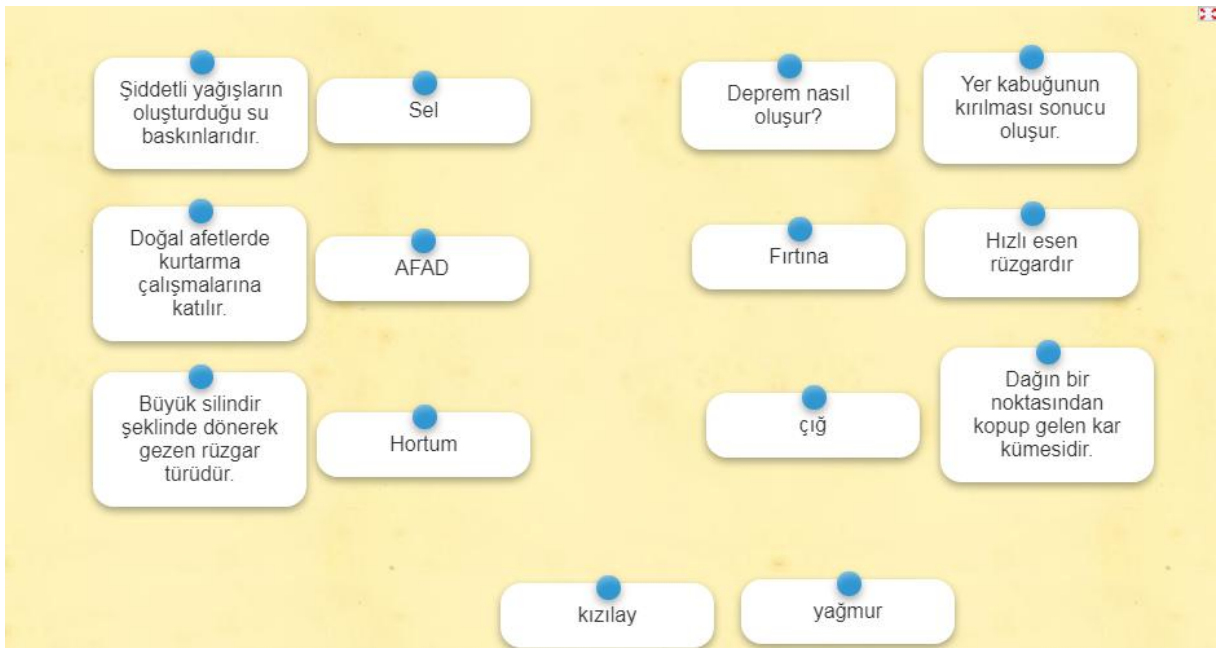 Şiddetli yağışların
oluşturduğu su
baskınlarıdır.
Sel
Deprem nasıl
oluşur?
Yer kabuğunun
kırılması sonucu
oluşur.
Doğal afetlerde
kurtarma
çalışmalarına
katılır.
AFAD
Fırtına
Hızlı esen
rüzgardır
Büyük silindir
şeklinde dönerek
gezen rüzgar
türüdür.
Hortum
çığ
Dağın bir
noktasından
kopup gelen kar
kümesidir.
kızılay
yağmur